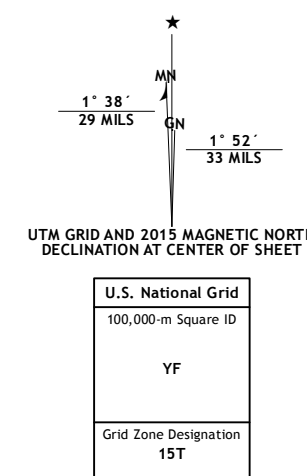 ★
MN
1° 38´
29 MILS
GN
1° 52´
33 MILS
UTM GRID AND 2015 MAGNETIC NORT
DECLINATION AT CENTER OF SHEET
U.S. National Grid
100,000-m Square ID
YF
Grid Zone Designation
15T